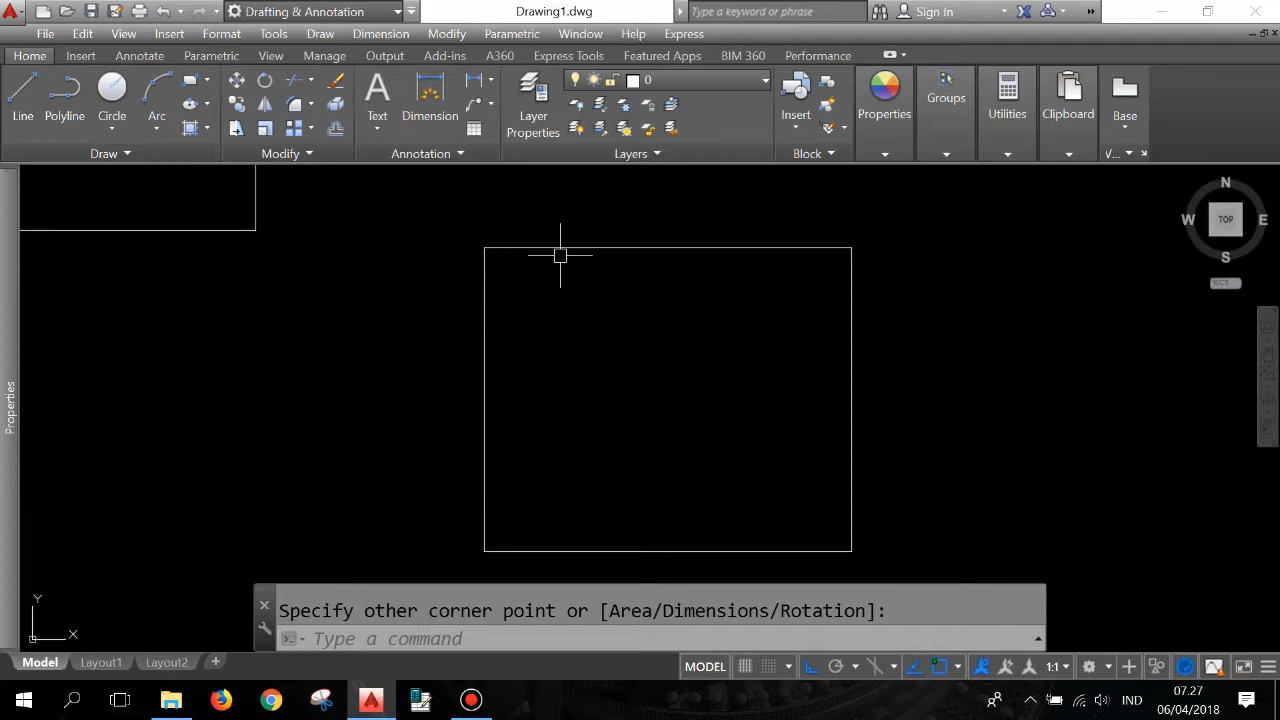 Drafting & Annotation
Drawing1.dwg
Type a keyword or phrase
Sign In
File Edit View Insert Format Tools Draw Dimension Modify Parametric Window Help Express
Home Insert Annotate Parametric View Manage Output Add-ins A360 Express Tools Featured Apps BIM 360 Performance
Line Polyline Circle Arc
Text Dimension
Layer Properties
0
Insert
Properties
Groups
Utilities
Clipboard
Base
Draw Modify Annotation Layers Block V...
N
W TOP E
S
WCS
Properties
Y
X
Specify other corner point or [Area/Dimensions/Rotation]:
Type a command
Model Layout1 Layout2 +
MODEL
1:1
IND
07.27
06/04/2018